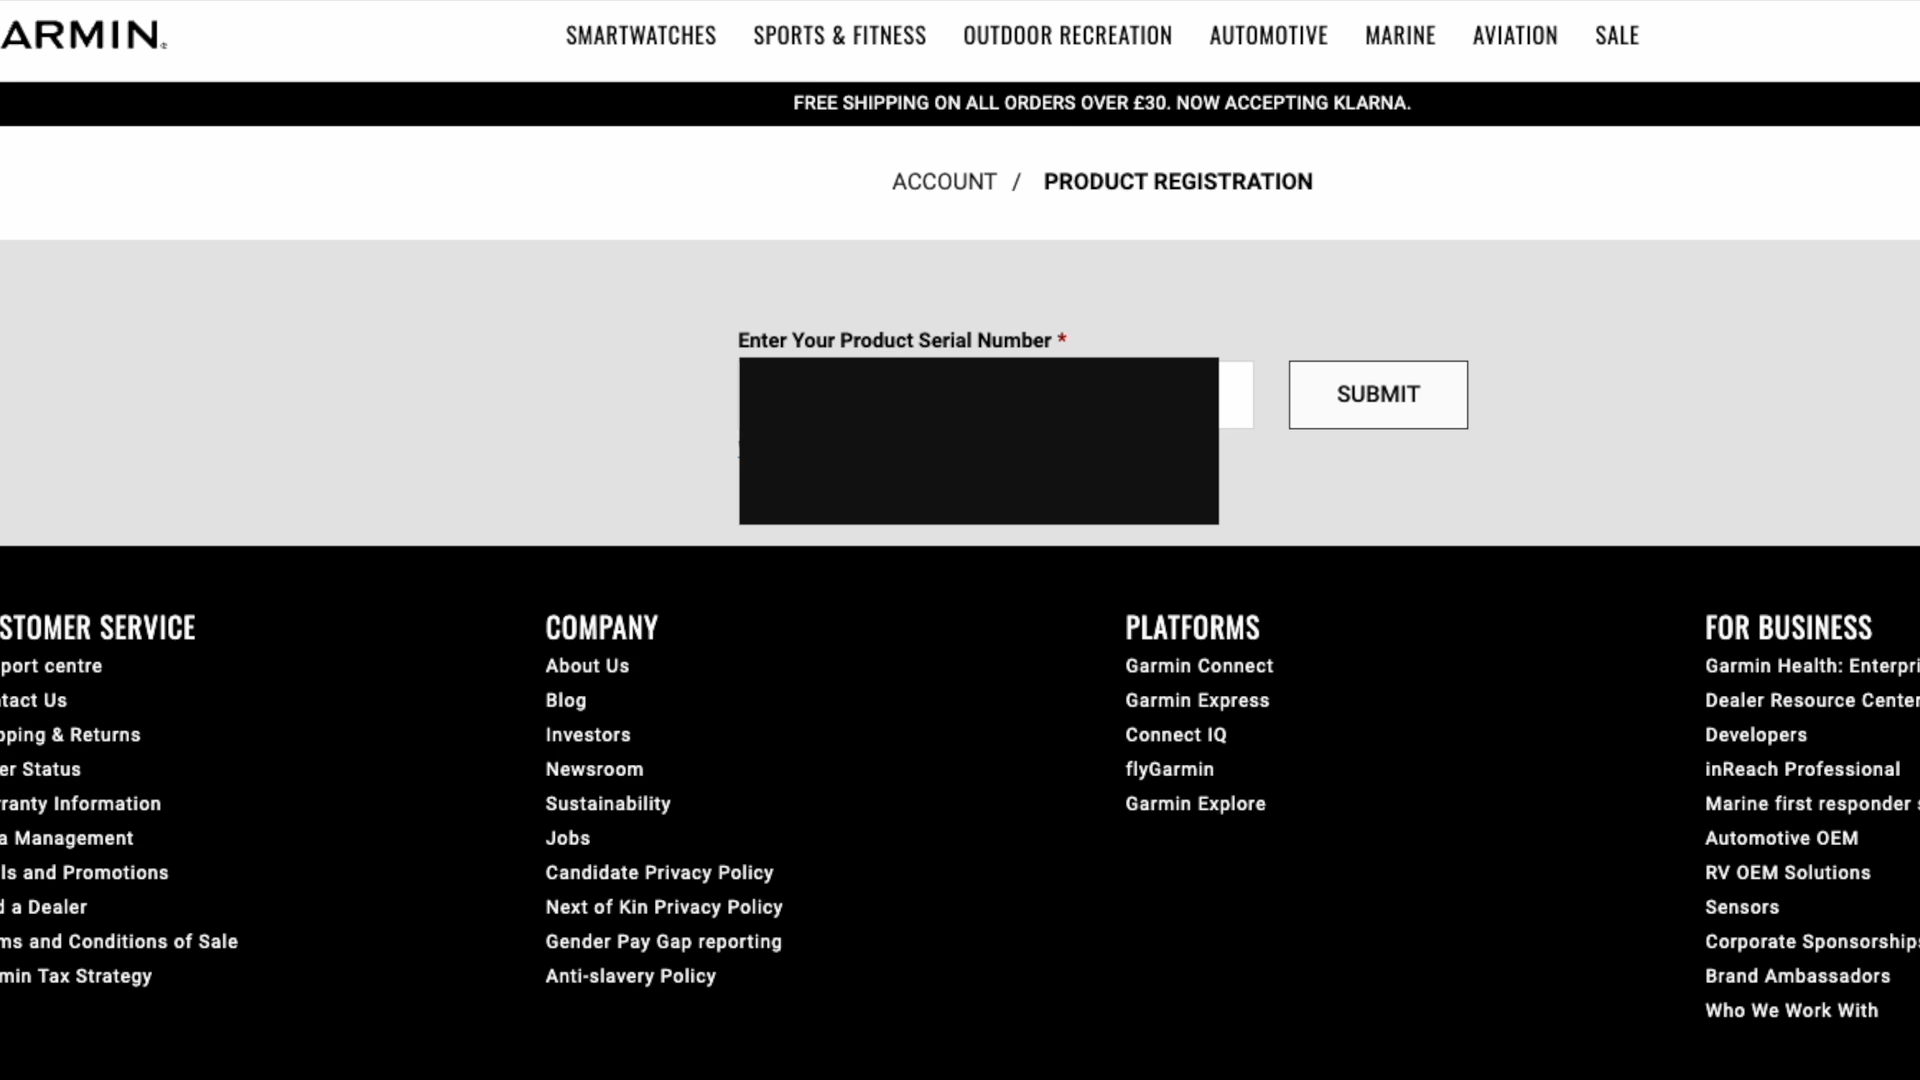 ARMIN
SMARTWATCHES SPORTS & FITNESS OUTDOOR RECREATION AUTOMOTIVE MARINE AVIATION SALE
FREE SHIPPING ON ALL ORDERS OVER £30. NOW ACCEPTING KLARNA.
ACCOUNT / PRODUCT REGISTRATION
Enter Your Product Serial Number *
SUBMIT
STOMER SERVICE
port centre
tact Us
pping & Returns
er Status
ranty Information
a Management
ls and Promotions
d a Dealer
ms and Conditions of Sale
min Tax Strategy
COMPANY
About Us
Blog
Investors
Newsroom
Sustainability
Jobs
Candidate Privacy Policy
Next of Kin Privacy Policy
Gender Pay Gap reporting
Anti-slavery Policy
PLATFORMS
Garmin Connect
Garmin Express
Connect IQ
flyGarmin
Garmin Explore
FOR BUSINESS
Garmin Health: Enterpri
Dealer Resource Center
Developers
inReach Professional
Marine first responder s
Automotive OEM
RV OEM Solutions
Sensors
Corporate Sponsorships
Brand Ambassadors
Who We Work With